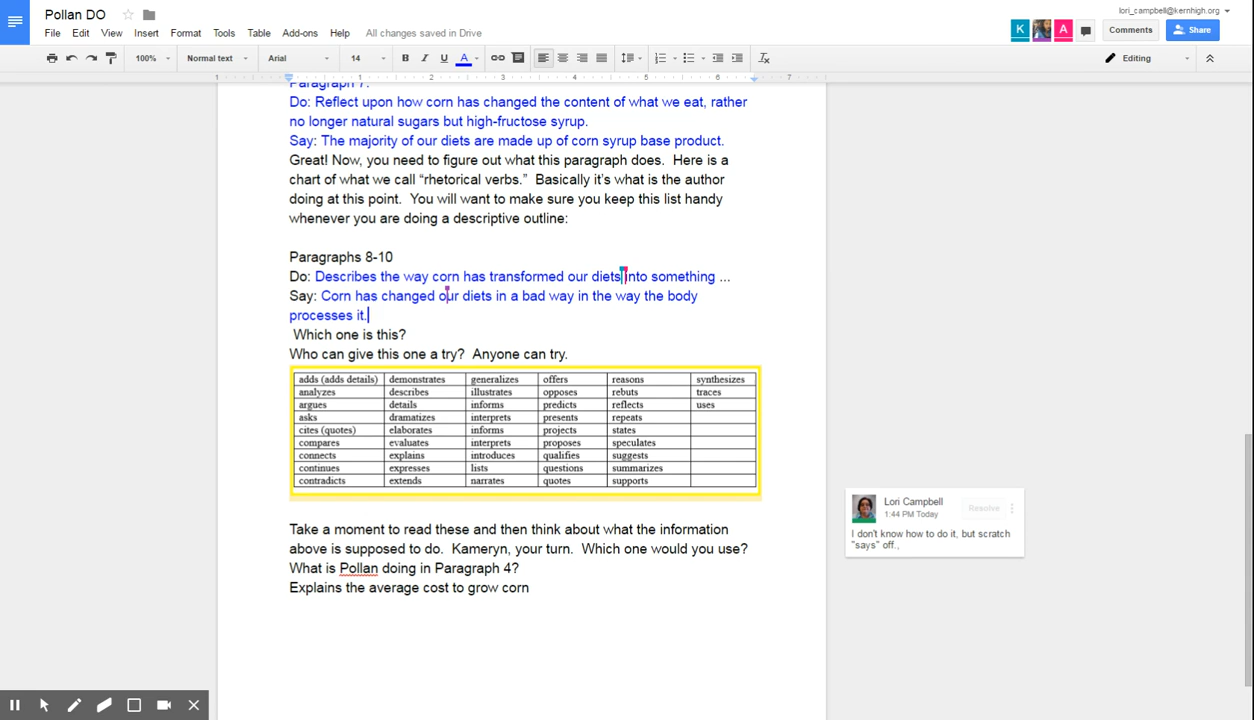 Pollan DO
lori_campbell@kernhigh.org
File Edit View Insert Format Tools Table Add-ons Help All changes saved in Drive
K A Comments Share
100% Normal text Arial 14 B I U A Editing
1 1 2 3 4 5 6 7
Paragraph 7:
Do: Reflect upon how corn has changed the content of what we eat, rather
no longer natural sugars but high-fructose syrup.
Say: The majority of our diets are made up of corn syrup base product.
Great! Now, you need to figure out what this paragraph does. Here is a
chart of what we call “rhetorical verbs.” Basically it’s what is the author
doing at this point. You will want to make sure you keep this list handy
whenever you are doing a descriptive outline:
Paragraphs 8-10
Do: Describes the way corn has transformed our diets into something ...
Say: Corn has changed our diets in a bad way in the way the body
processes it.
Which one is this?
Who can give this one a try? Anyone can try.
adds (adds details) demonstrates generalizes offers reasons synthesizes
analyzes describes illustrates opposes rebuts traces
argues details informs predicts reflects uses
asks dramatizes interprets presents repeats
cites (quotes) elaborates informs projects states
compares evaluates interprets proposes speculates
connects explains introduces qualifies suggests
continues expresses lists questions summarizes
contradicts extends narrates quotes supports
Take a moment to read these and then think about what the information
above is supposed to do. Kameryn, your turn. Which one would you use?
What is Pollan doing in Paragraph 4?
Explains the average cost to grow corn
Lori Campbell
1:44 PM Today
Resolve
I don't know how to do it, but scratch
"says" off.,